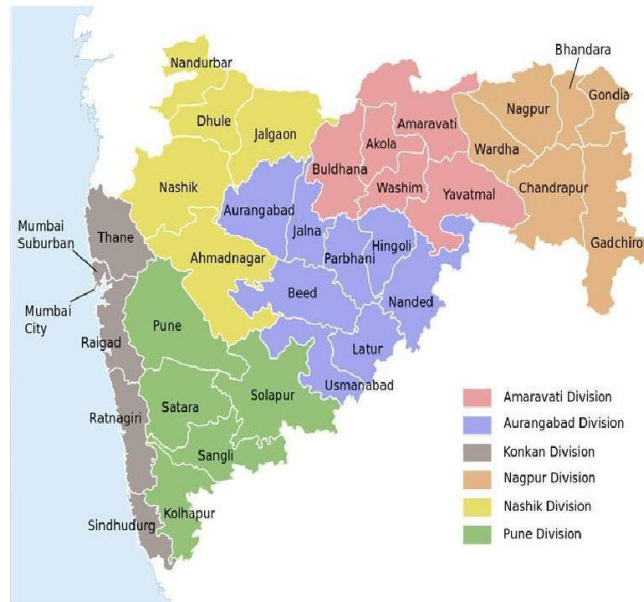 Nandurbar
Bhandara
Dhule
Jalgaon
Nagpur
Gondia
Amaravati
Akola
Buldhana
Wardha
Nashik
Washim
Yavatmal
Chandrapur
Aurangabad
Mumbai
Suburban
Thane
Jalna
Hingoli
Parbhani
Gadchiro
Ahmadnagar
Beed
Nanded
Mumbai
City
Pune
Raigad
Latur
Usmanabad
Solapur
Satara
Ratnagiri
Sangli
Kolhapur
Sindhudurg
Amaravati Division
Aurangabad Division
Konkan Division
Nagpur Division
Nashik Division
Pune Division